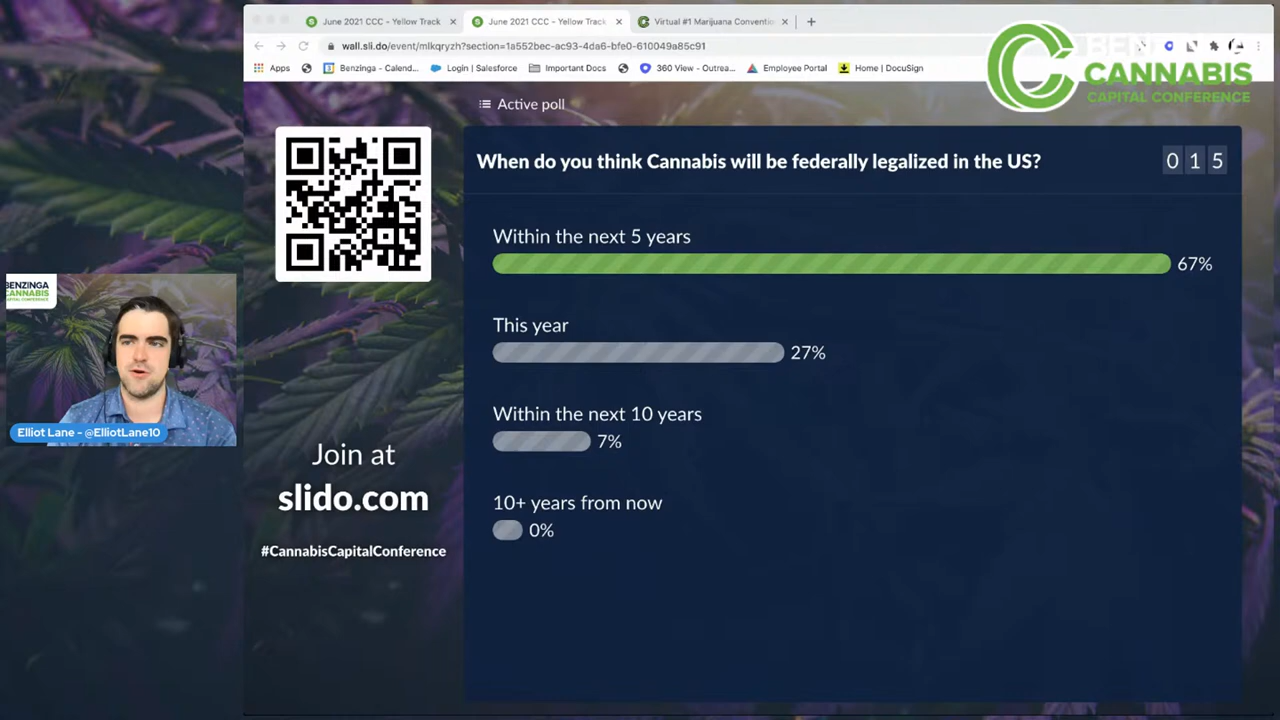 June 2021 CCC - Yellow Track
June 2021 CCC - Yellow Track
Virtual #1 Marijuana Conventio
wall.sli.do/event/mlkqryzh?section=1a552bec-ac93-4da6-bfe0-610049a85c91
Apps
Benzinga - Calend...
Login | Salesforce
Important Docs
360 View - Outrea...
Employee Portal
Home | DocuSign
BENZINGA
CANNABIS
CAPITAL CONFERENCE
Active poll
When do you think Cannabis will be federally legalized in the US?
0 1 5
Within the next 5 years
67%
This year
27%
Within the next 10 years
7%
10+ years from now
0%
BENZINGA
CANNABIS
CAPITAL CONFERENCE
Elliot Lane - @ElliotLane10
Join at
slido.com
#CannabisCapitalConference